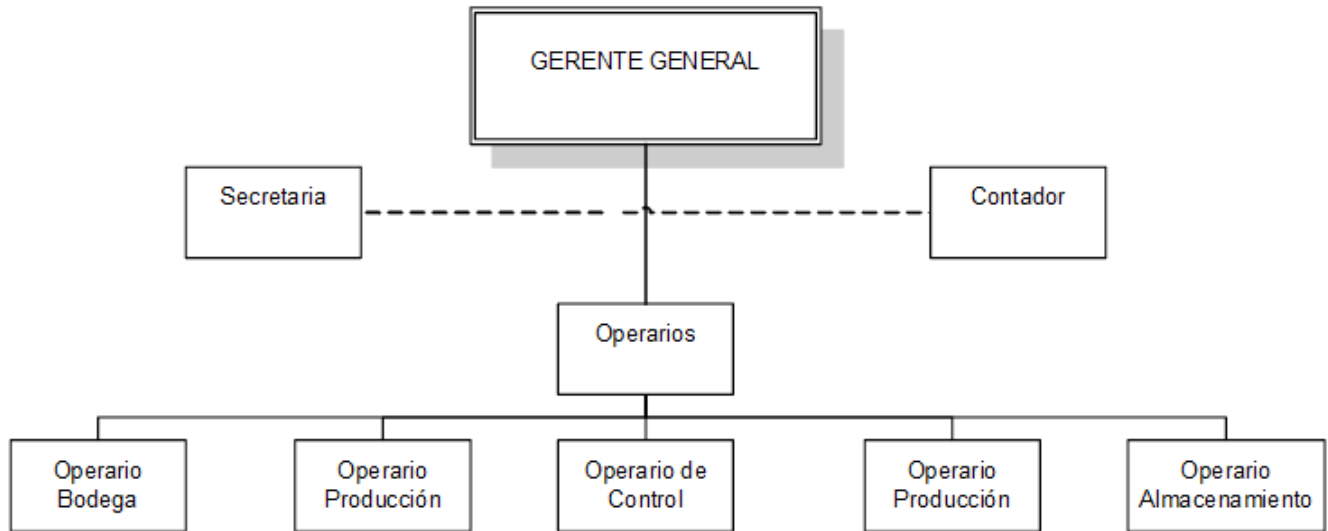 GERENTE GENERAL
Secretaria
Contador
Operarios
Operario
Bodega
Operario
Producción
Operario de
Control
Operario
Producción
Operario
Almacenamiento